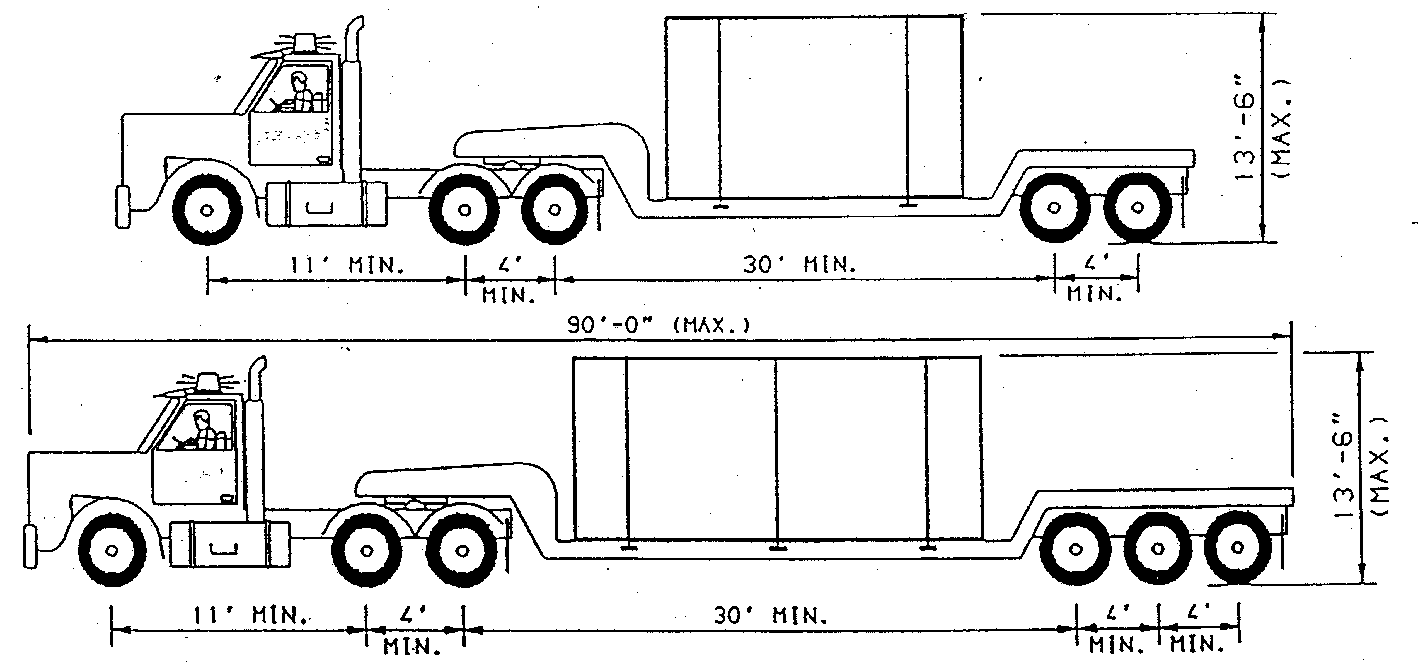 13'-6"
(MAX.)
11' MIN.
4'
MIN.
30' MIN.
4'
MIN.
90'-0" (MAX.)
13'-6"
(MAX.)
11' MIN.
4'
MIN.
30' MIN.
4'
MIN.
4'
MIN.